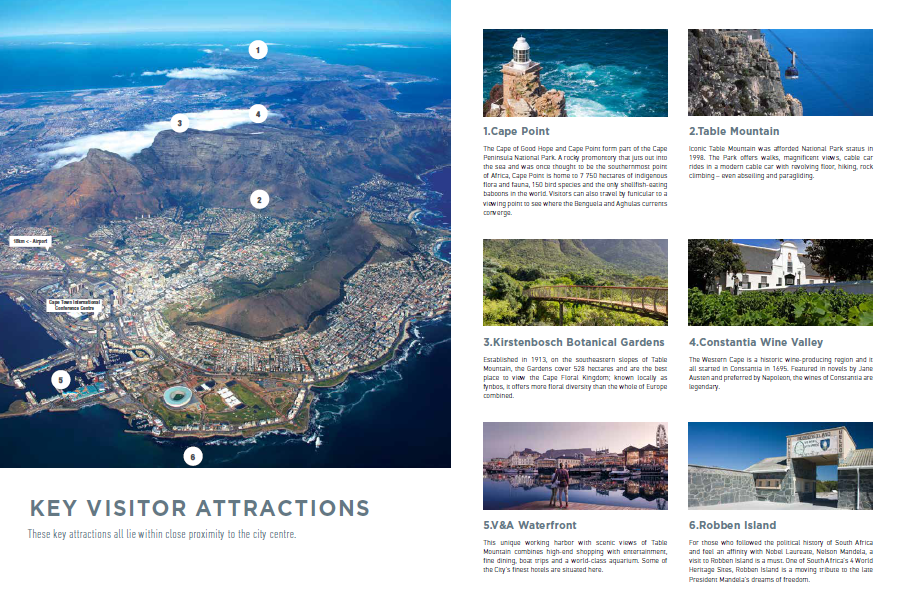 1
4
3
2
10km < - Airport
Cape Town International
Conference Centre
5
6
KEY VISITOR ATTRACTIONS
These key attractions all lie within close proximity to the city centre.
1.Cape Point
The Cape of Good Hope and Cape Point form part of the Cape
Peninsula National Park. A rocky promontory that juts out into
the sea and was once thought to be the southernmost point
of Africa, Cape Point is home to 7 750 hectares of indigenous
flora and fauna, 150 bird species and the only shellfish-eating
baboons in the world. Visitors can also travel by funicular to a
viewing point to see where the Benguela and Aghulas currents
converge.
2.Table Mountain
Iconic Table Mountain was afforded National Park status in
1998. The Park offers walks, magnificent views, cable car
rides in a modern cable car with revolving floor, hiking, rock
climbing – even abseiling and paragliding.
3.Kirstenbosch Botanical Gardens
Established in 1913, on the southeastern slopes of Table
Mountain, the Gardens cover 528 hectares and are the best
place to view the Cape Floral Kingdom; known locally as
fynbos, it offers more floral diversity than the whole of Europe
combined.
4.Constantia Wine Valley
The Western Cape is a historic wine-producing region and it
all started in Constantia in 1695. Featured in novels by Jane
Austen and preferred by Napoleon, the wines of Constantia are
legendary.
5.V&A Waterfront
This unique working harbor with scenic views of Table
Mountain combines high-end shopping with entertainment,
fine dining, boat trips and a world-class aquarium. Some of
the City's finest hotels are situated here.
6.Robben Island
For those who followed the political history of South Africa
and feel an affinity with Nobel Laureate, Nelson Mandela, a
visit to Robben Island is a must. One of South Africa's 4 World
Heritage Sites, Robben Island is a moving tribute to the late
President Mandela's dreams of freedom.